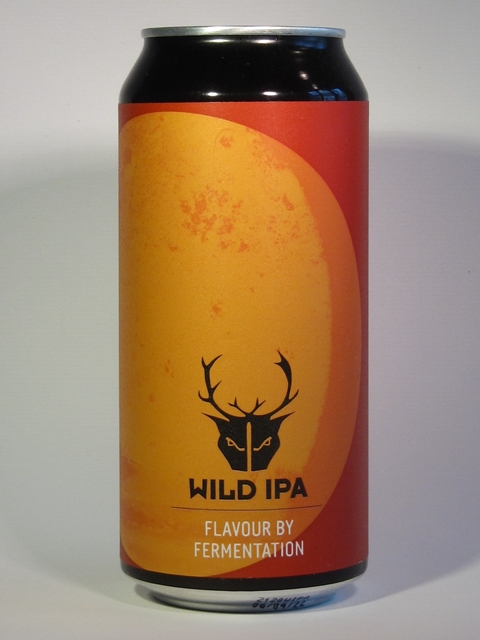 WILD IPA
FLAVOUR BY
FERMENTATION